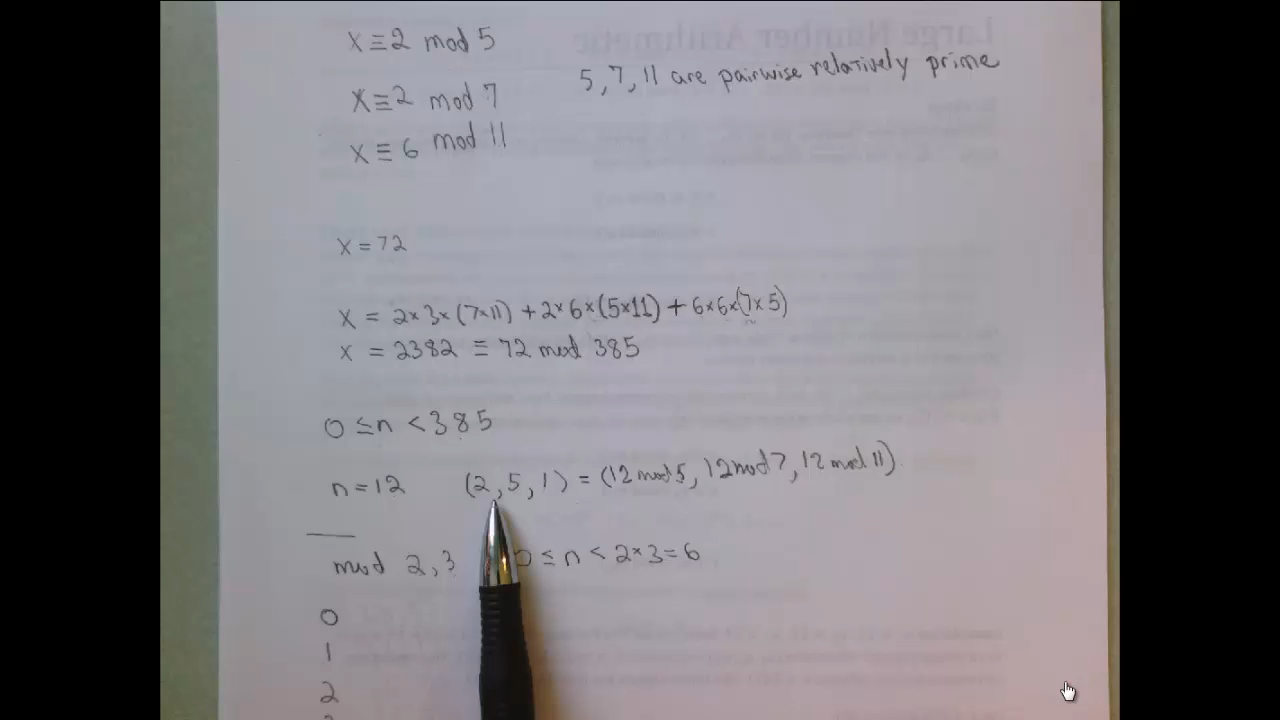 Large Number Arithmetic
x ≡ 2 mod 5
5, 7, 11 are pairwise relatively prime
x ≡ 2 mod 7
x ≡ 6 mod 11
x = 72
x = 2×3×(7×11) + 2×6×(5×11) + 6×6×(7×5)
x = 2382 ≡ 72 mod 385
0 ≤ n < 385
n = 12 (2, 5, 1) = (12 mod 5, 12 mod 7, 12 mod 11)
mod 2, 3 0 ≤ n < 2×3 = 6
0
1
2